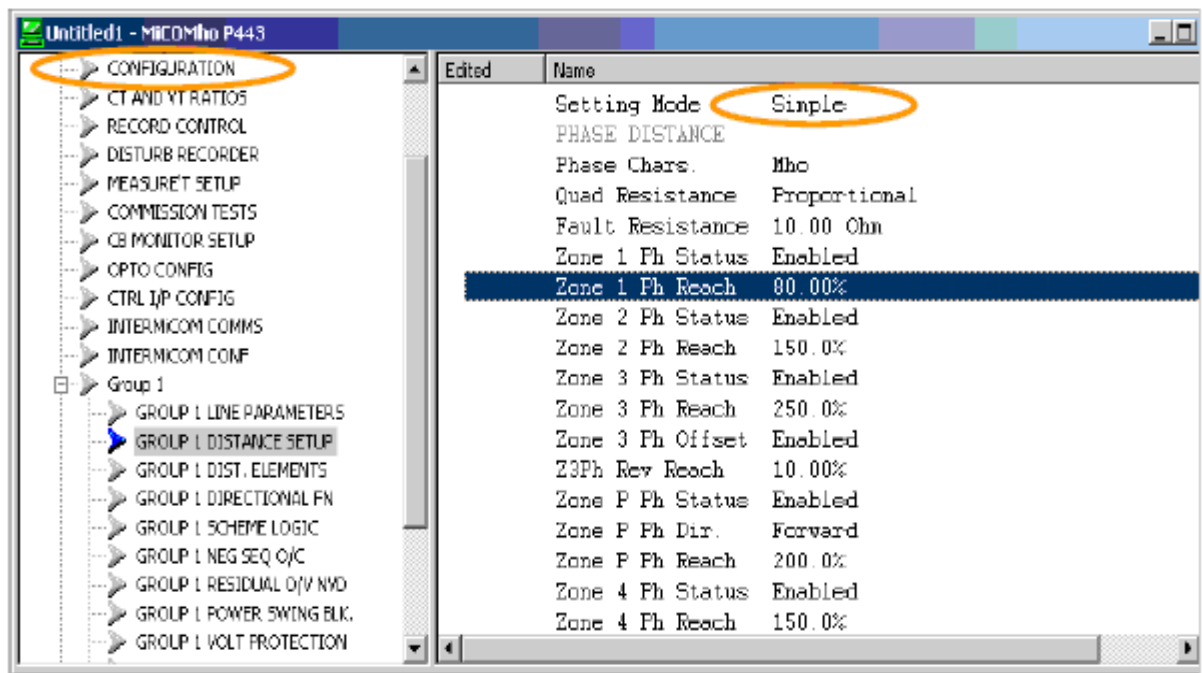 Untitled1 - MiCOMho P443
CONFIGURATION
CT AND VT RATIOS
RECORD CONTROL
DISTURB RECORDER
MEASURE'T SETUP
COMMISSION TESTS
CB MONITOR SETUP
OPTO CONFIG
CTRL I/P CONFIG
INTERMICOM COMMS
INTERMICOM CONF
Group 1
GROUP 1 LINE PARAMETERS
GROUP 1 DISTANCE SETUP
GROUP 1 DIST. ELEMENTS
GROUP 1 DIRECTIONAL FN
GROUP 1 SCHEME LOGIC
GROUP 1 NEG SEQ O/C
GROUP 1 RESIDUAL O/V NVD
GROUP 1 POWER SWING BLK.
GROUP 1 VOLT PROTECTION
Edited Name
Setting Mode Simple
PHASE DISTANCE
Phase Chars. Mho
Quad Resistance Proportional
Fault Resistance 10.00 Ohm
Zone 1 Ph Status Enabled
Zone 1 Ph Reach 80.00%
Zone 2 Ph Status Enabled
Zone 2 Ph Reach 150.0%
Zone 3 Ph Status Enabled
Zone 3 Ph Reach 250.0%
Zone 3 Ph Offset Enabled
Z3Ph Rev Reach 10.00%
Zone P Ph Status Enabled
Zone P Ph Dir. Forward
Zone P Ph Reach 200.0%
Zone 4 Ph Status Enabled
Zone 4 Ph Reach 150.0%